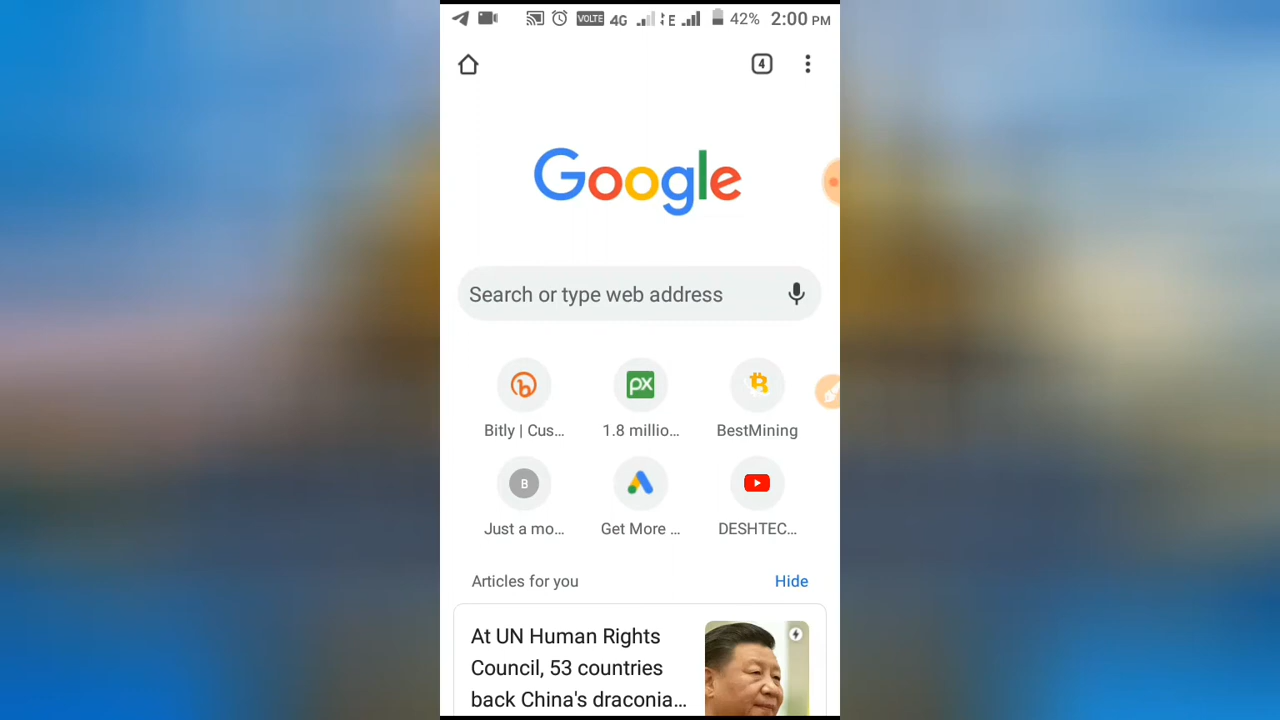 VOLTE 4G E 42% 2:00 PM
4
Google
Search or type web address
Bitly | Cus... 1.8 millio... BestMining
B
Just a mo... Get More ... DESHTEC...
Articles for you Hide
At UN Human Rights
Council, 53 countries
back China's draconia...